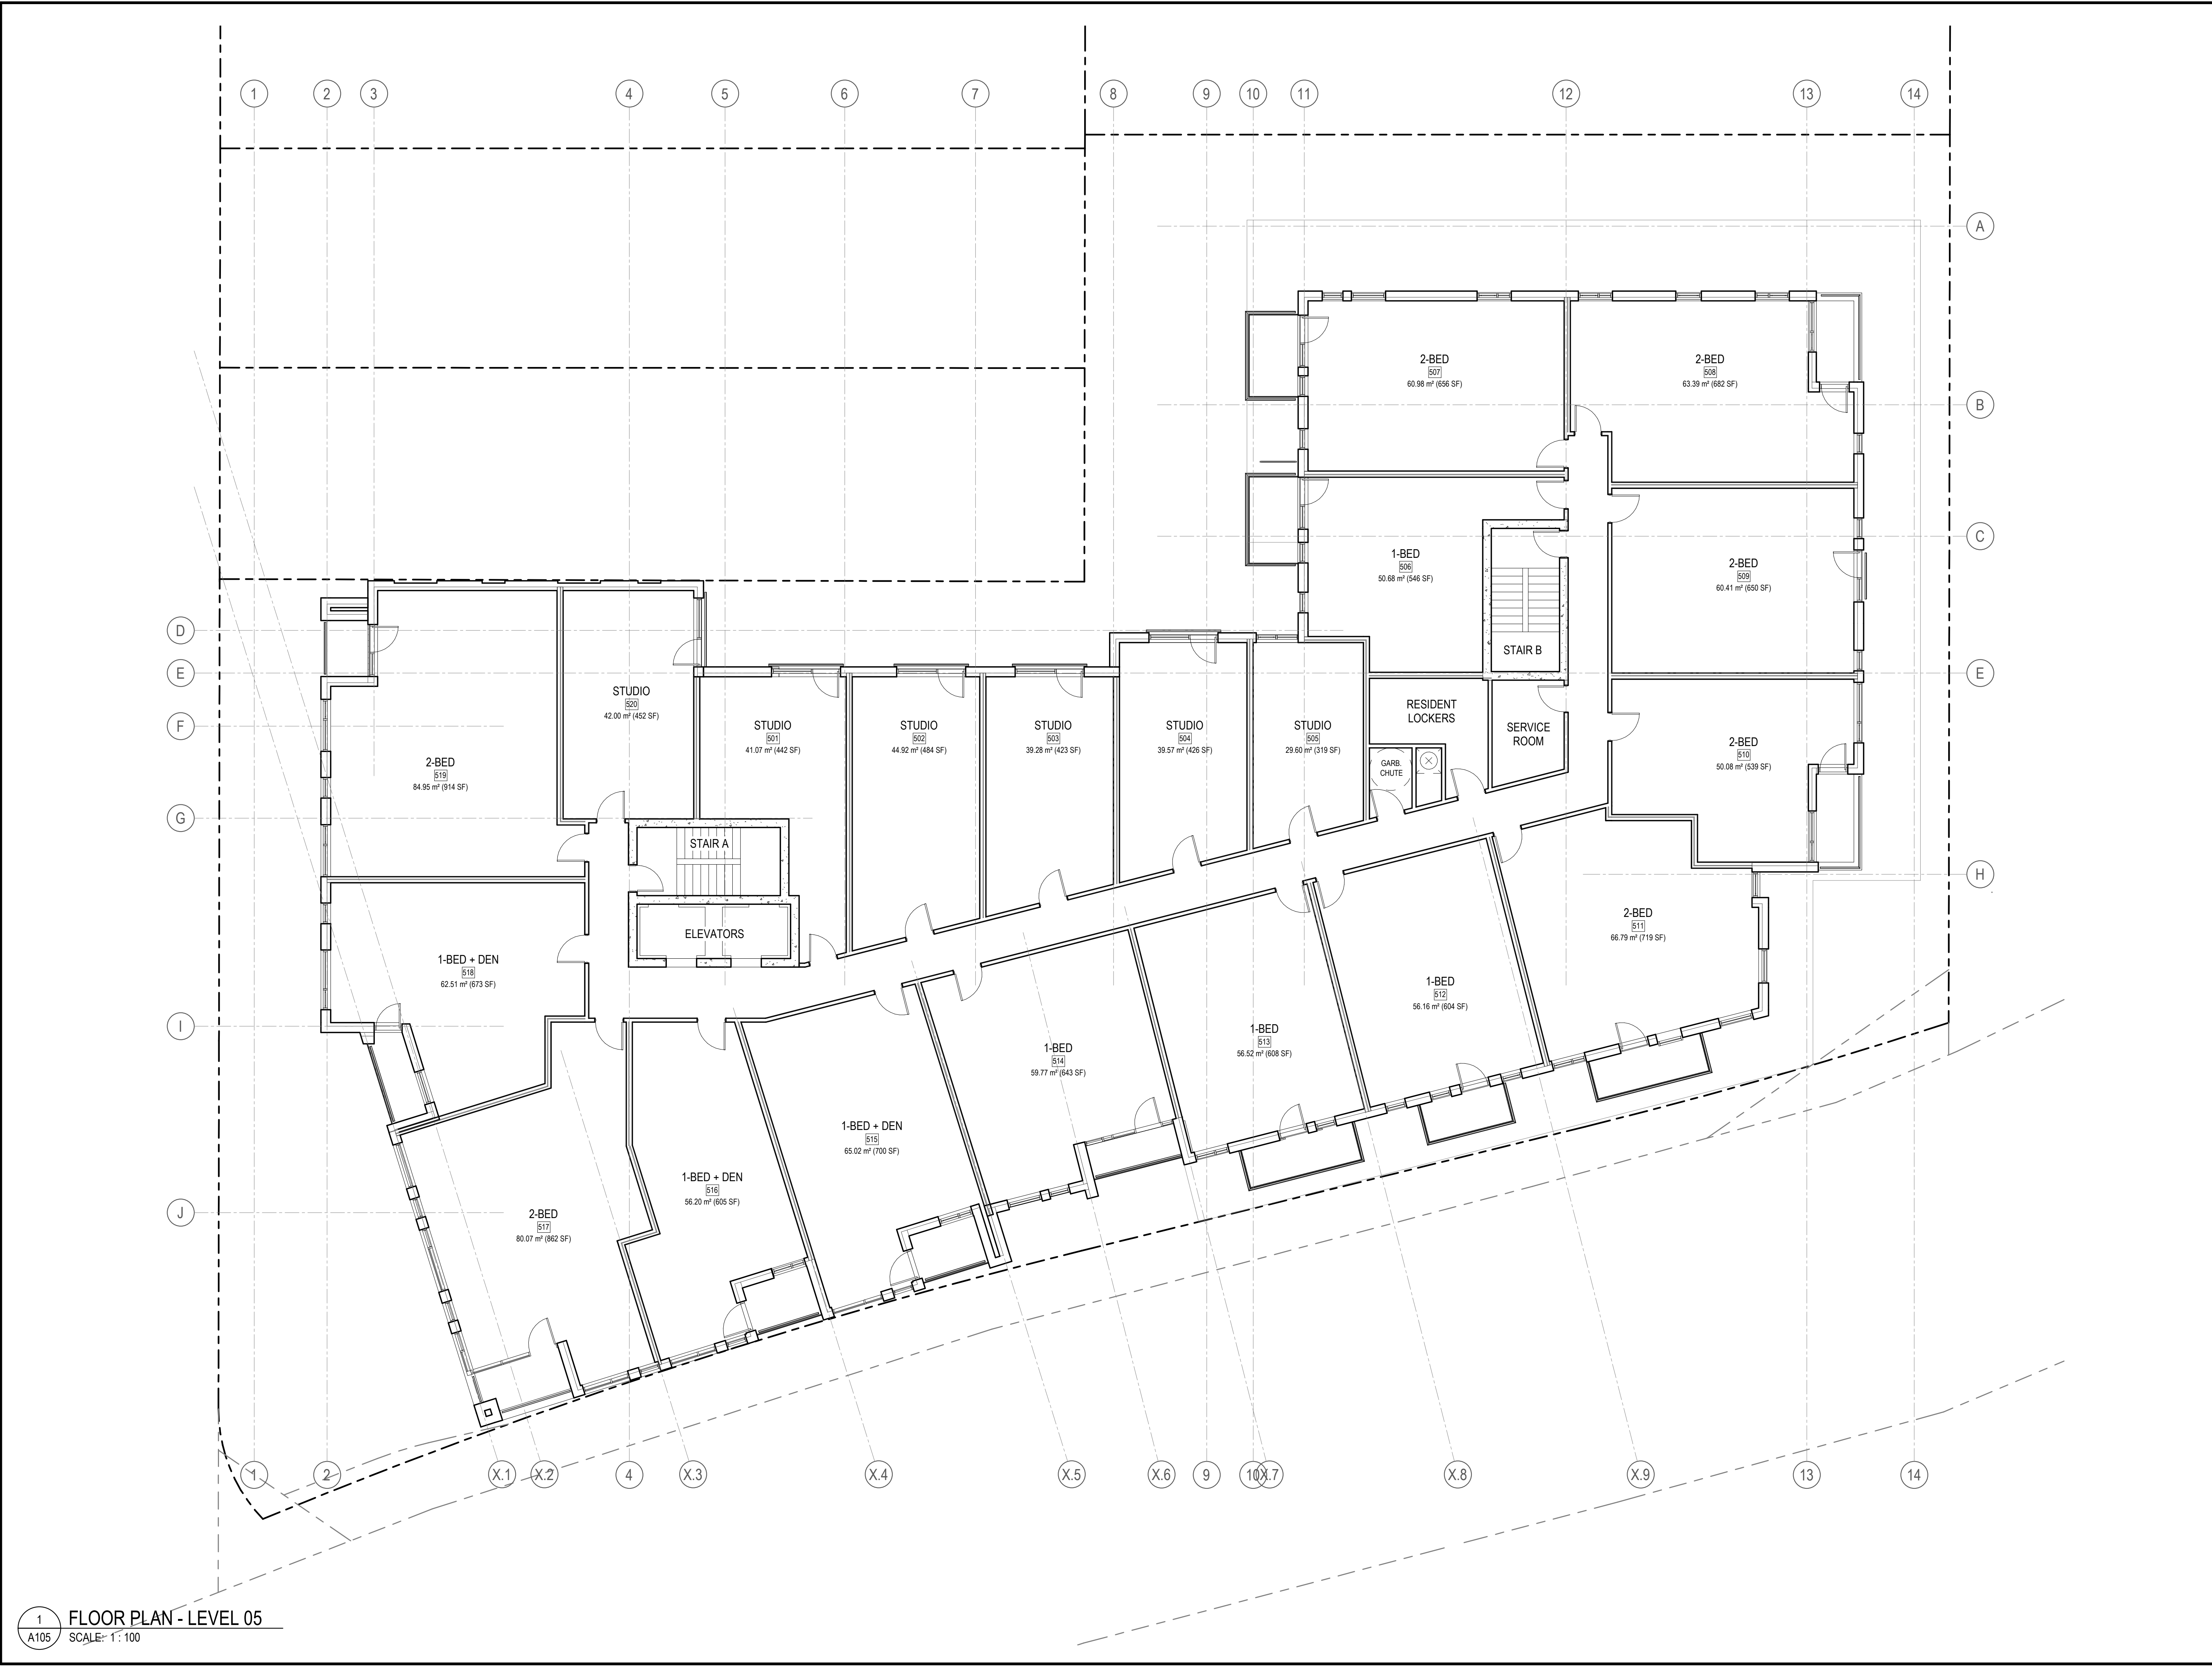 1
2
3
4
5
6
7
8
9
10
11
12
13
14
A
B
C
D
E
F
G
I
J
E
H
2-BED
507
60.98 m² (656 SF)
2-BED
508
63.39 m² (682 SF)
1-BED
506
50.68 m² (546 SF)
2-BED
509
60.41 m² (650 SF)
STAIR B
STUDIO
520
42.00 m² (452 SF)
STUDIO
501
41.07 m² (442 SF)
STUDIO
502
44.92 m² (484 SF)
STUDIO
503
39.28 m² (423 SF)
STUDIO
504
39.57 m² (426 SF)
STUDIO
505
29.60 m² (319 SF)
RESIDENT
LOCKERS
SERVICE
ROOM
GARB.
CHUTE
2-BED
510
50.08 m² (539 SF)
2-BED
519
84.95 m² (914 SF)
STAIR A
ELEVATORS
1-BED + DEN
518
62.51 m² (673 SF)
2-BED
511
66.79 m² (719 SF)
1-BED
512
56.16 m² (604 SF)
1-BED
513
56.52 m² (608 SF)
1-BED
514
59.77 m² (643 SF)
1-BED + DEN
515
65.02 m² (700 SF)
1-BED + DEN
516
56.20 m² (605 SF)
2-BED
517
80.07 m² (862 SF)
1
2
X.1
X.2
4
X.3
X.4
X.5
X.6
9
10
X.7
X.8
X.9
13
14
1
A105
FLOOR PLAN - LEVEL 05
SCALE: 1 : 100